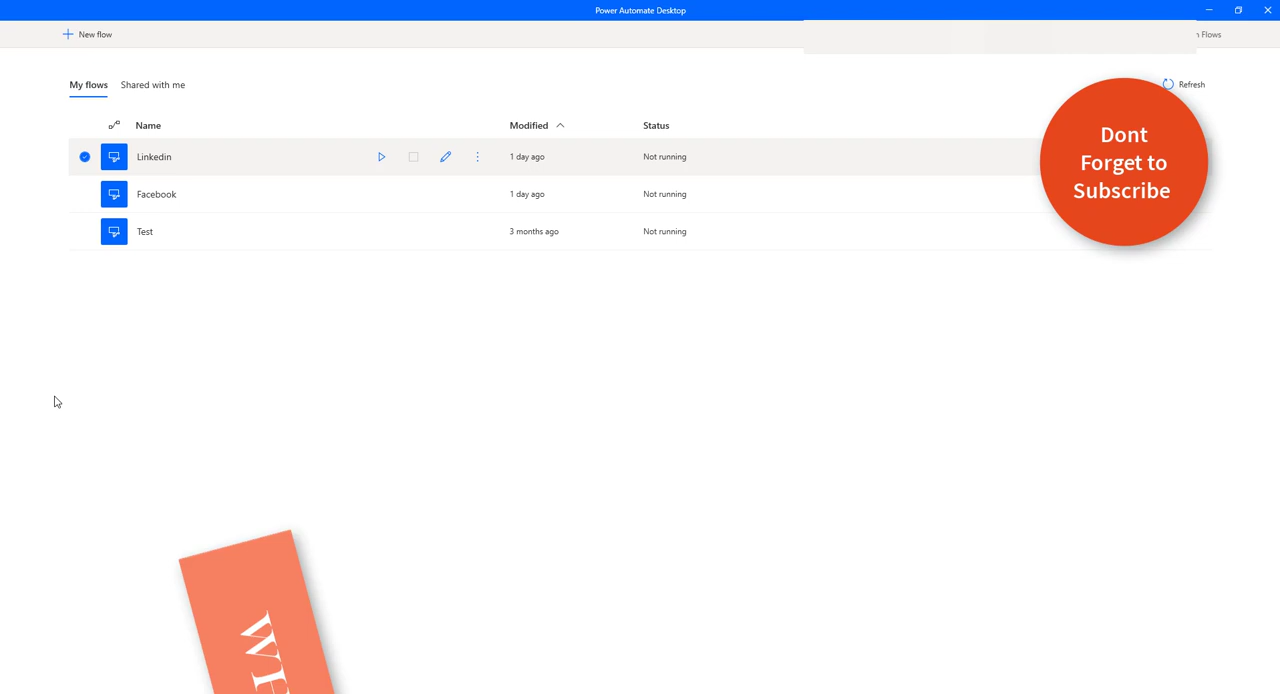 Power Automate Desktop
New flow
Flows
My flows
Shared with me
Refresh
Name
Modified
Status
Linkedin
1 day ago
Not running
Facebook
1 day ago
Not running
Test
3 months ago
Not running
Dont
Forget to
Subscribe